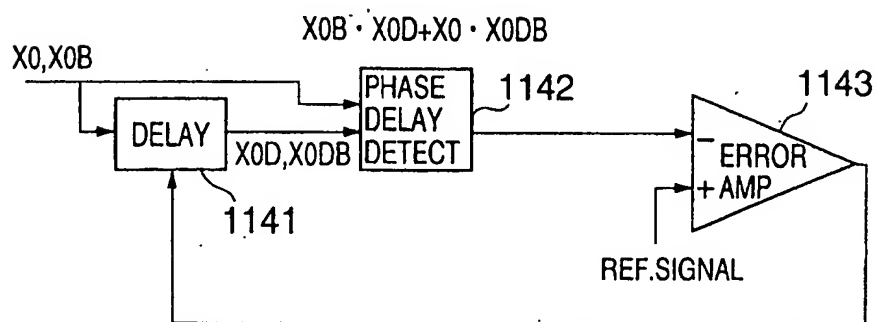 X0B · X0D+X0 · X0DB
X0,X0B
PHASE
DELAY
DETECT
1142
1143
DELAY
X0D,X0DB
1141
−
ERROR
+ AMP
REF.SIGNAL